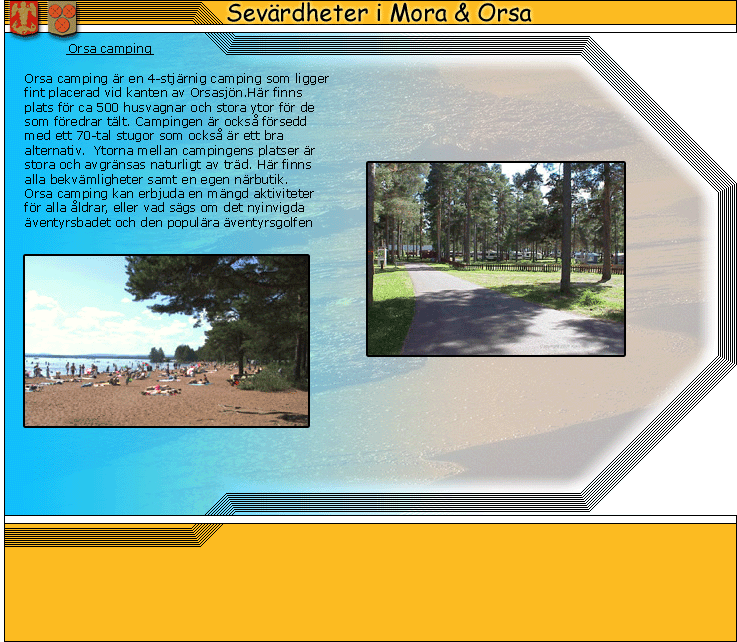 Sevärdheter i Mora & Orsa
Orsa camping
Orsa camping är en 4-stjärnig camping som ligger
fint placerad vid kanten av Orsasjön.Här finns
plats för ca 500 husvagnar och stora ytor för de
som föredrar tält. Campingen är också försedd
med ett 70-tal stugor som också är ett bra
alternativ.  Ytorna mellan campingens platser är
stora och avgränsas naturligt av träd. Här finns
alla bekvämligheter samt en egen närbutik.
Orsa camping kan erbjuda en mängd aktiviteter
för alla åldrar, eller vad sägs om det nyinvigda
äventyrsbadet och den populära äventyrsgolfen